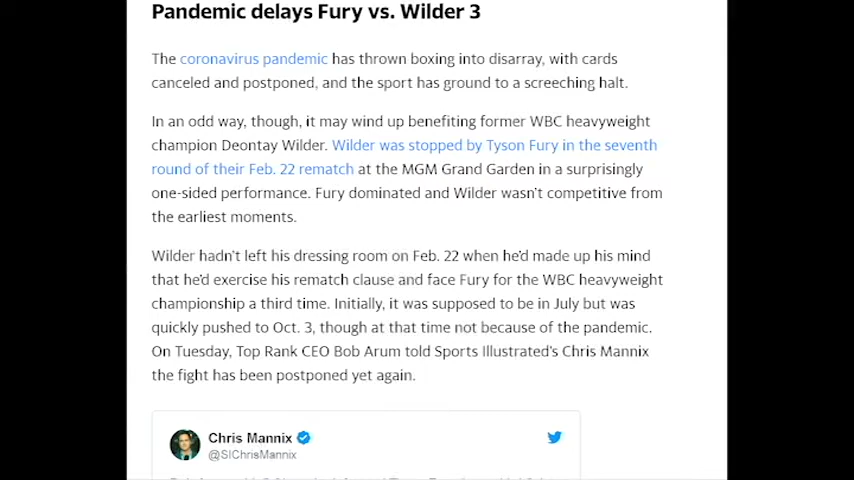 Pandemic delays Fury vs. Wilder 3
The coronavirus pandemic has thrown boxing into disarray, with cards
canceled and postponed, and the sport has ground to a screeching halt.
In an odd way, though, it may wind up benefiting former WBC heavyweight
champion Deontay Wilder. Wilder was stopped by Tyson Fury in the seventh
round of their Feb. 22 rematch at the MGM Grand Garden in a surprisingly
one-sided performance. Fury dominated and Wilder wasn't competitive from
the earliest moments.
Wilder hadn't left his dressing room on Feb. 22 when he'd made up his mind
that he'd exercise his rematch clause and face Fury for the WBC heavyweight
championship a third time. Initially, it was supposed to be in July but was
quickly pushed to Oct. 3, though at that time not because of the pandemic.
On Tuesday, Top Rank CEO Bob Arum told Sports Illustrated's Chris Mannix
the fight has been postponed yet again.
Chris Mannix
@SIChrisMannix